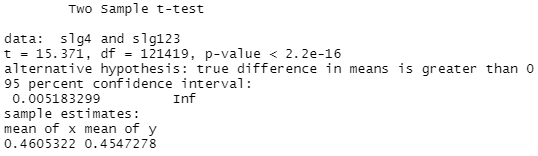 Two Sample t-test
data: slg4 and slg123
t = 15.371, df = 121419, p-value < 2.2e-16
alternative hypothesis: true difference in means is greater than 0
95 percent confidence interval:
0.005183299 Inf
sample estimates:
mean of x mean of y
0.4605322 0.4547278